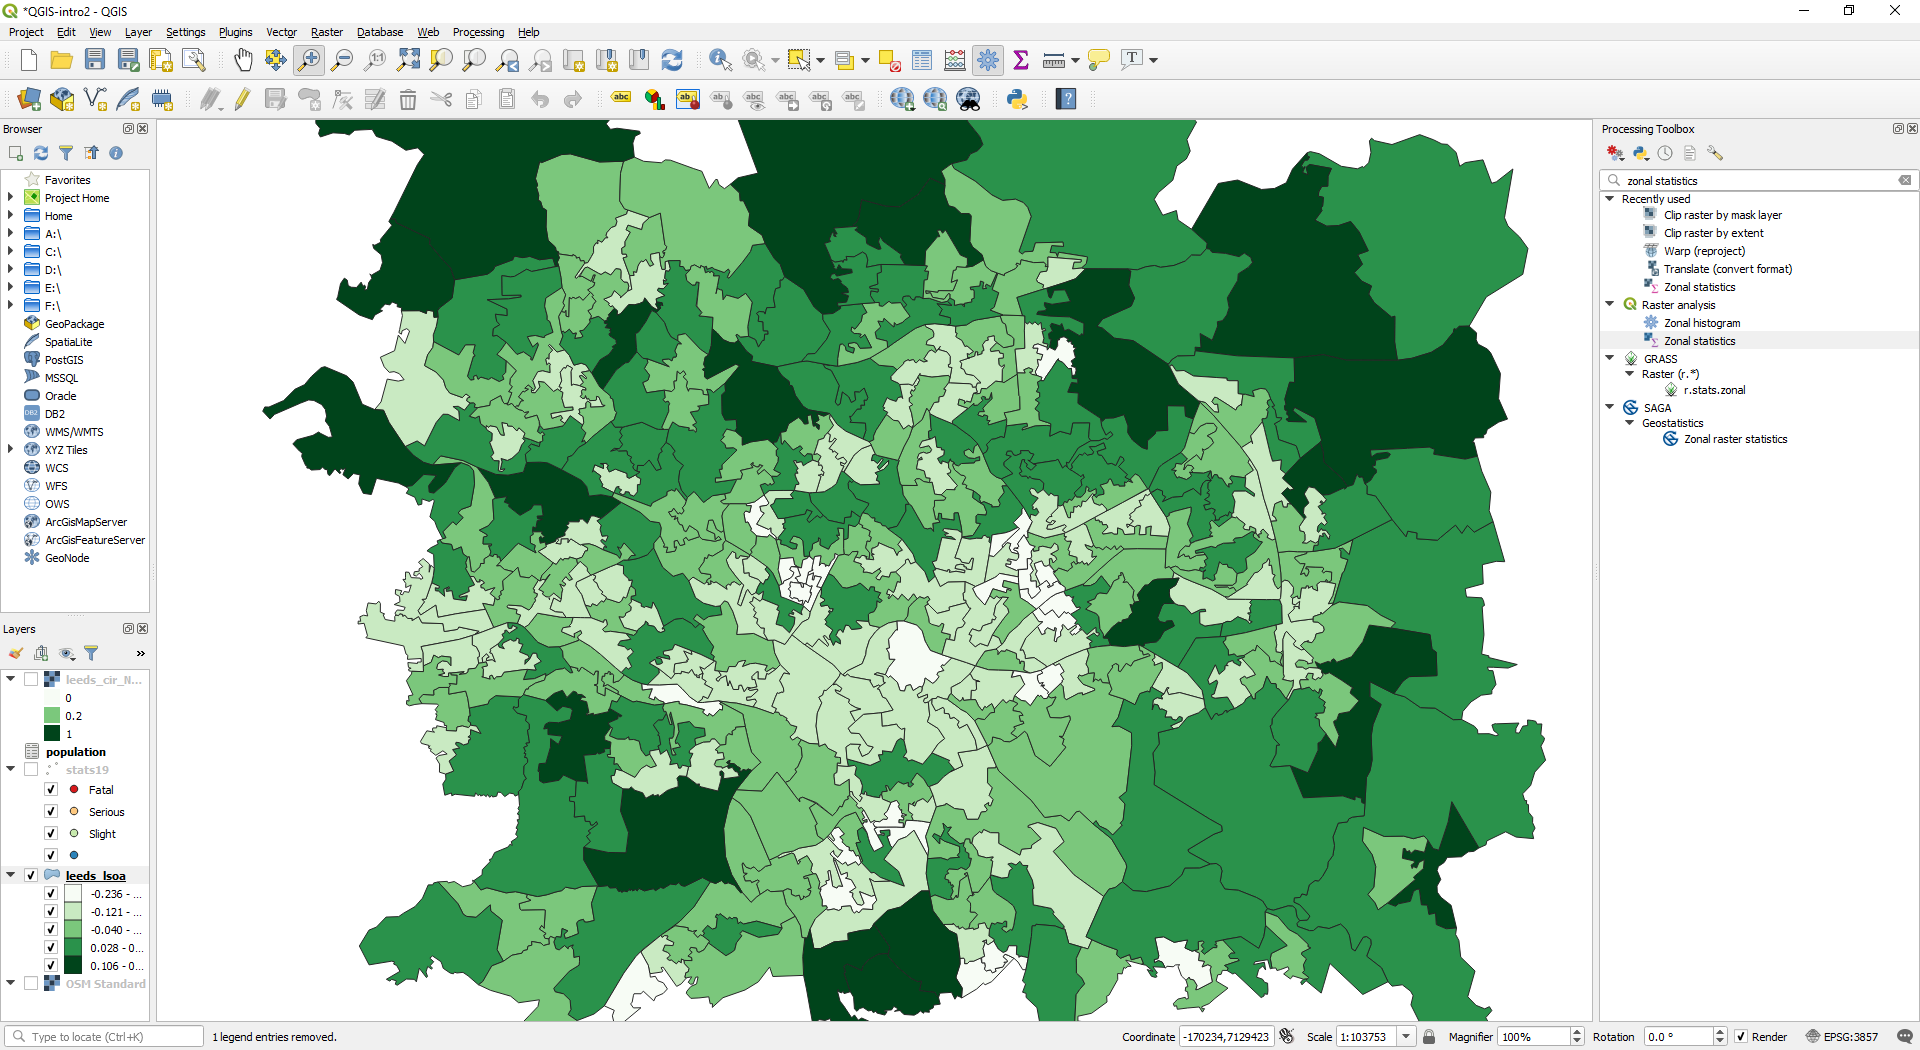 *QGIS-intro2 - QGIS
Project Edit View Layer Settings Plugins Vector Raster Database Web Processing Help
Browser
Favorites
Project Home
Home
A:\
C:\
D:\
E:\
F:\
GeoPackage
SpatiaLite
PostGIS
MSSQL
Oracle
DB2
WMS/WMTS
XYZ Tiles
WCS
WFS
OWS
ArcGisMapServer
ArcGisFeatureServer
GeoNode
Layers
leeds_cir_N...
0
0.2
1
population
stats19
Fatal
Serious
Slight
leeds_lsoa
-0.236 - ...
-0.121 - ...
-0.040 - ...
0.028 - 0...
0.106 - 0...
OSM Standard
Processing Toolbox
zonal statistics
Recently used
Clip raster by mask layer
Clip raster by extent
Warp (reproject)
Translate (convert format)
Zonal statistics
Raster analysis
Zonal histogram
Zonal statistics
GRASS
Raster (r.*)
r.stats.zonal
SAGA
Geostatistics
Zonal raster statistics
Type to locate (Ctrl+K) 1 legend entries removed. Coordinate -170234,7129423 Scale 1:103753 Magnifier 100% Rotation 0.0 ° Render EPSG:3857